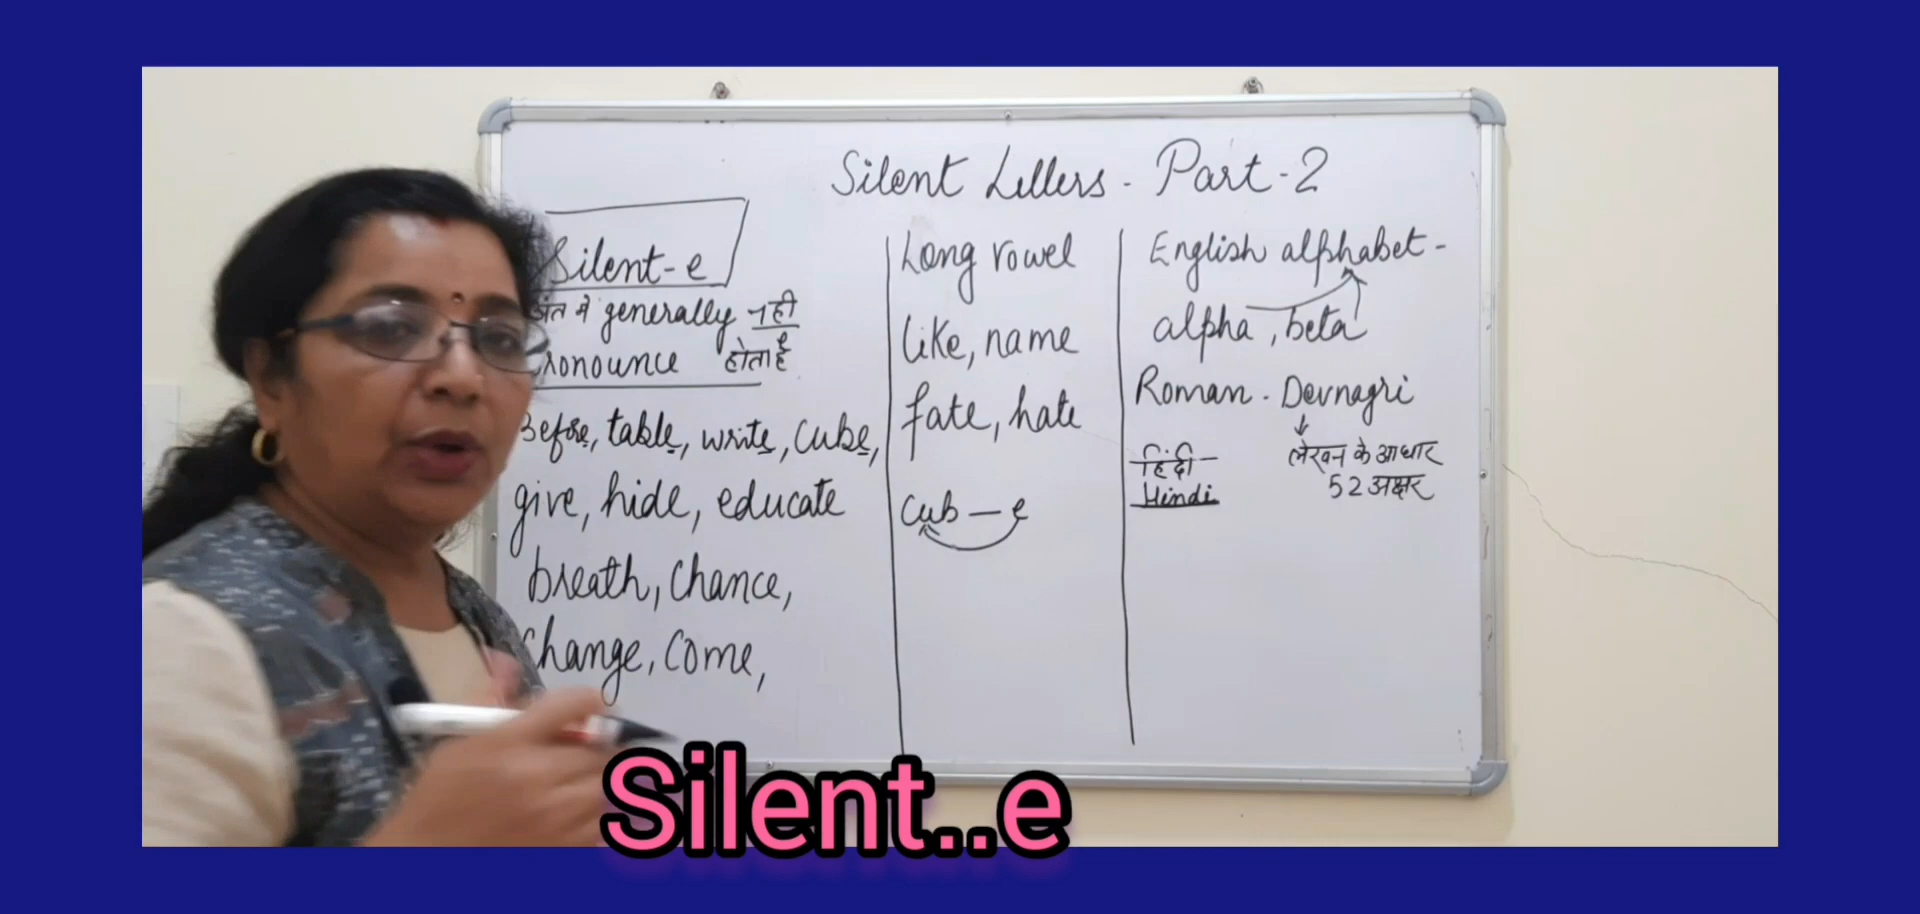 Silent Letters - Part-2
Silent-e
अंत में generally नही
pronounce होता है
Before, table, write, cube,
give, hide, educate
breath, chance,
change, come,
Long vowel
like, name
fate, hate
cub - e
English alphabet -
alpha, beta
Roman - Devnagri
हिंदी
Hindi
लेखन के आधार
52 अक्षर
Silent..e